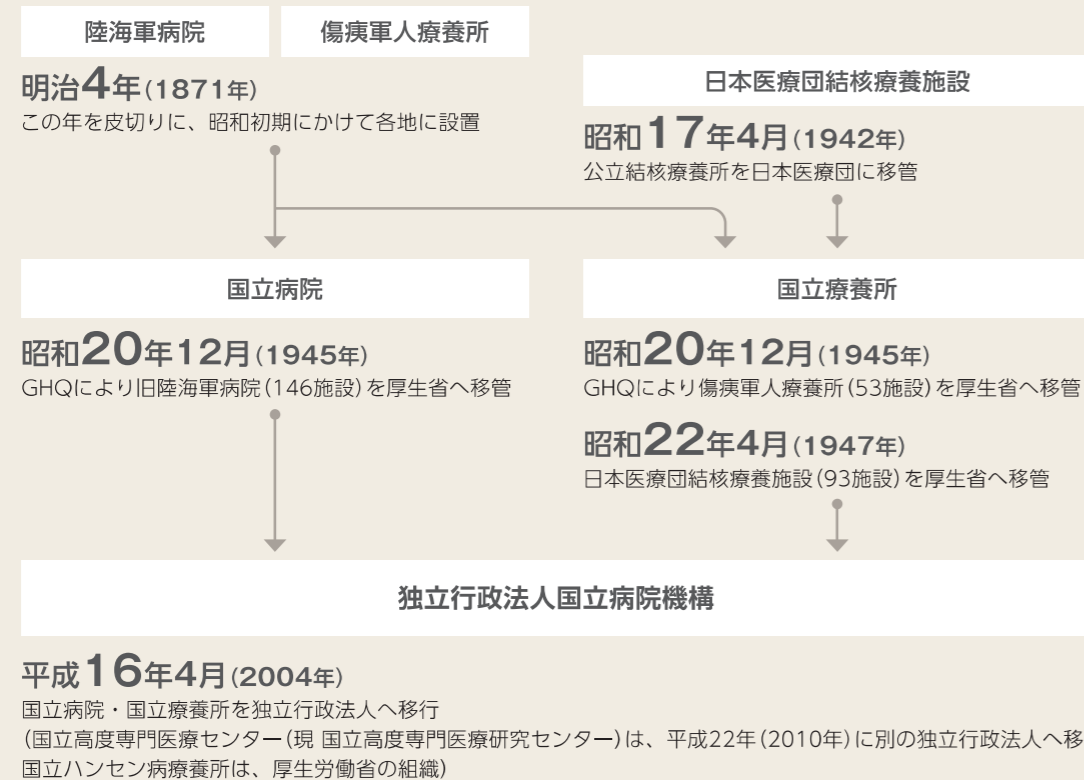 陸海軍病院
傷痍軍人療養所
明治4年(1871年)
この年を皮切りに、昭和初期にかけて各地に設置
日本医療団結核療養施設
昭和17年4月(1942年)
公立結核療養所を日本医療団に移管
国立病院
昭和20年12月(1945年)
GHQにより旧陸海軍病院(146施設)を厚生省へ移管
国立療養所
昭和20年12月(1945年)
GHQにより傷痍軍人療養所(53施設)を厚生省へ移管
昭和22年4月(1947年)
日本医療団結核療養施設(93施設)を厚生省へ移管
独立行政法人国立病院機構
平成16年4月(2004年)
国立病院・国立療養所を独立行政法人へ移行
(国立高度専門医療センター(現 国立高度専門医療研究センター)は、平成22年(2010年)に別の独立行政法人へ移
国立ハンセン病療養所は、厚生労働省の組織)